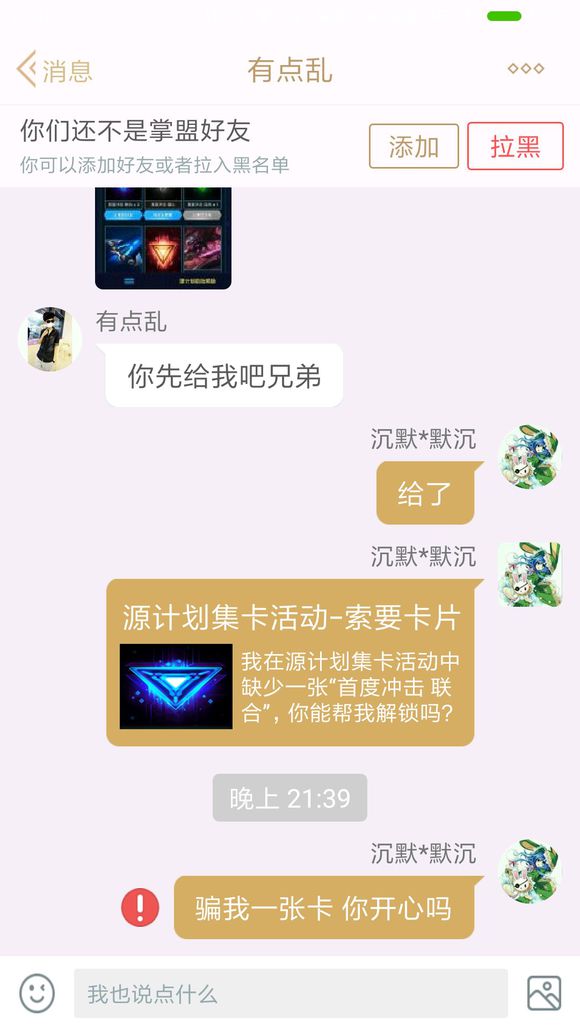 消息
有点乱
你们还不是掌盟好友
你可以添加好友或者拉入黑名单
添加
拉黑
有点乱
你先给我吧兄弟
沉默*默沉
给了
沉默*默沉
源计划集卡活动-索要卡片
我在源计划集卡活动中
缺少一张“首度冲击 联
合”，你能帮我解锁吗？
晚上 21:39
沉默*默沉
骗我一张卡 你开心吗
我也说点什么